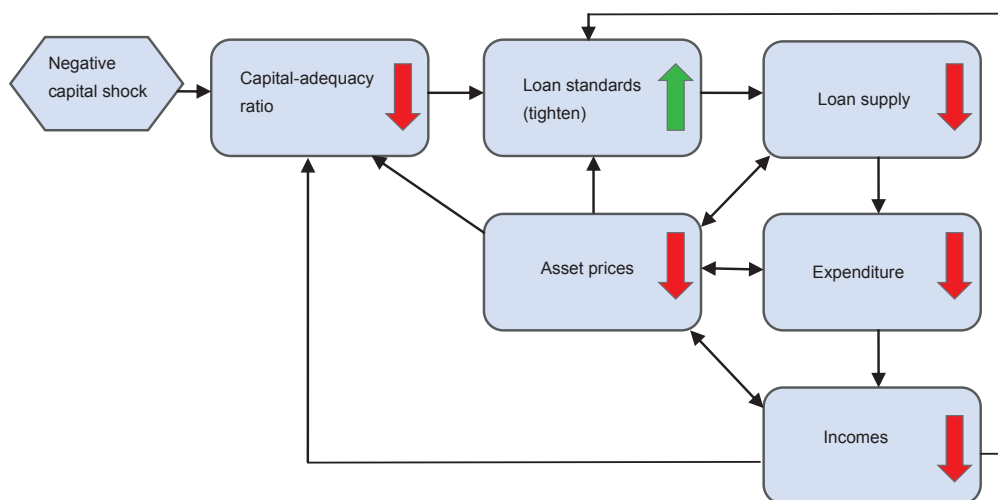 Negative
capital shock
Capital-adequacy
ratio
Loan standards
(tighten)
Loan supply
Asset prices
Expenditure
Incomes